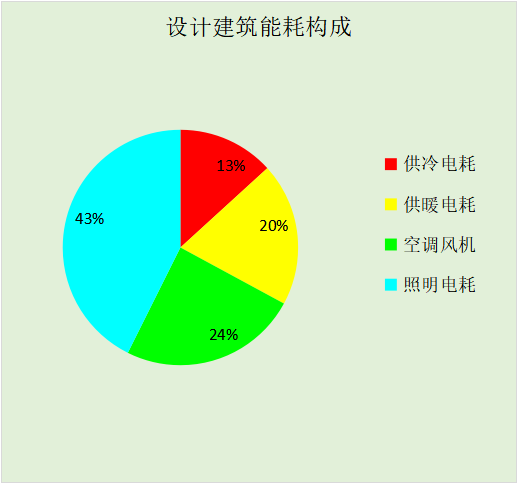 设计建筑能耗构成
13%
供冷电耗
供暖电耗
43%
20%
空调风机
照明电耗
24%